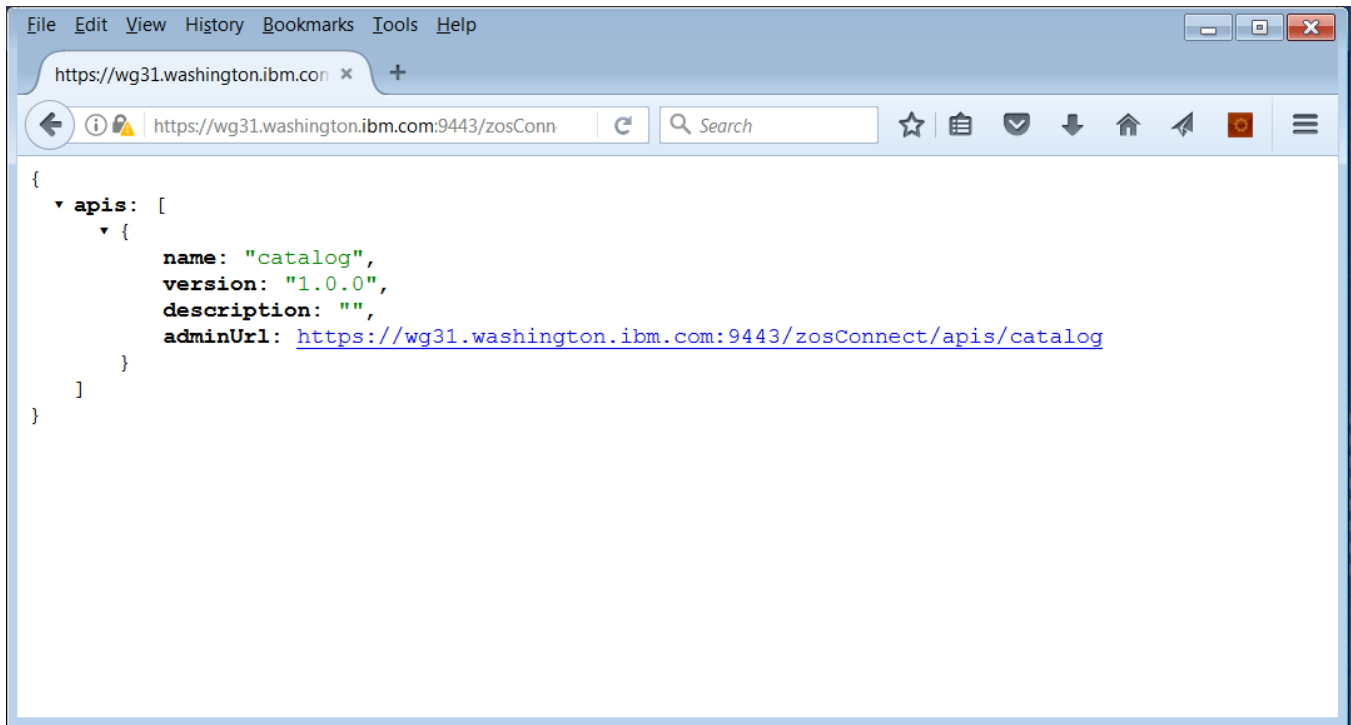 File Edit View History Bookmarks Tools Help
https://wg31.washington.ibm.com
https://wg31.washington.ibm.com:9443/zosConn
Search
{
apis: [
{
name: "catalog",
version: "1.0.0",
description: "",
adminUrl: https://wg31.washington.ibm.com:9443/zosConnect/apis/catalog
}
]
}